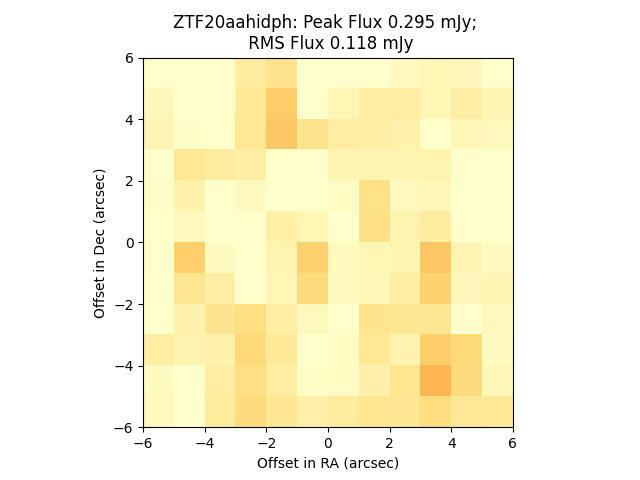 ZTF20aahidph: Peak Flux 0.295 mJy;
RMS Flux 0.118 mJy
6
4
2
0
−2
−4
−6
Offset in Dec (arcsec)
−6 −4 −2 0 2 4 6
Offset in RA (arcsec)